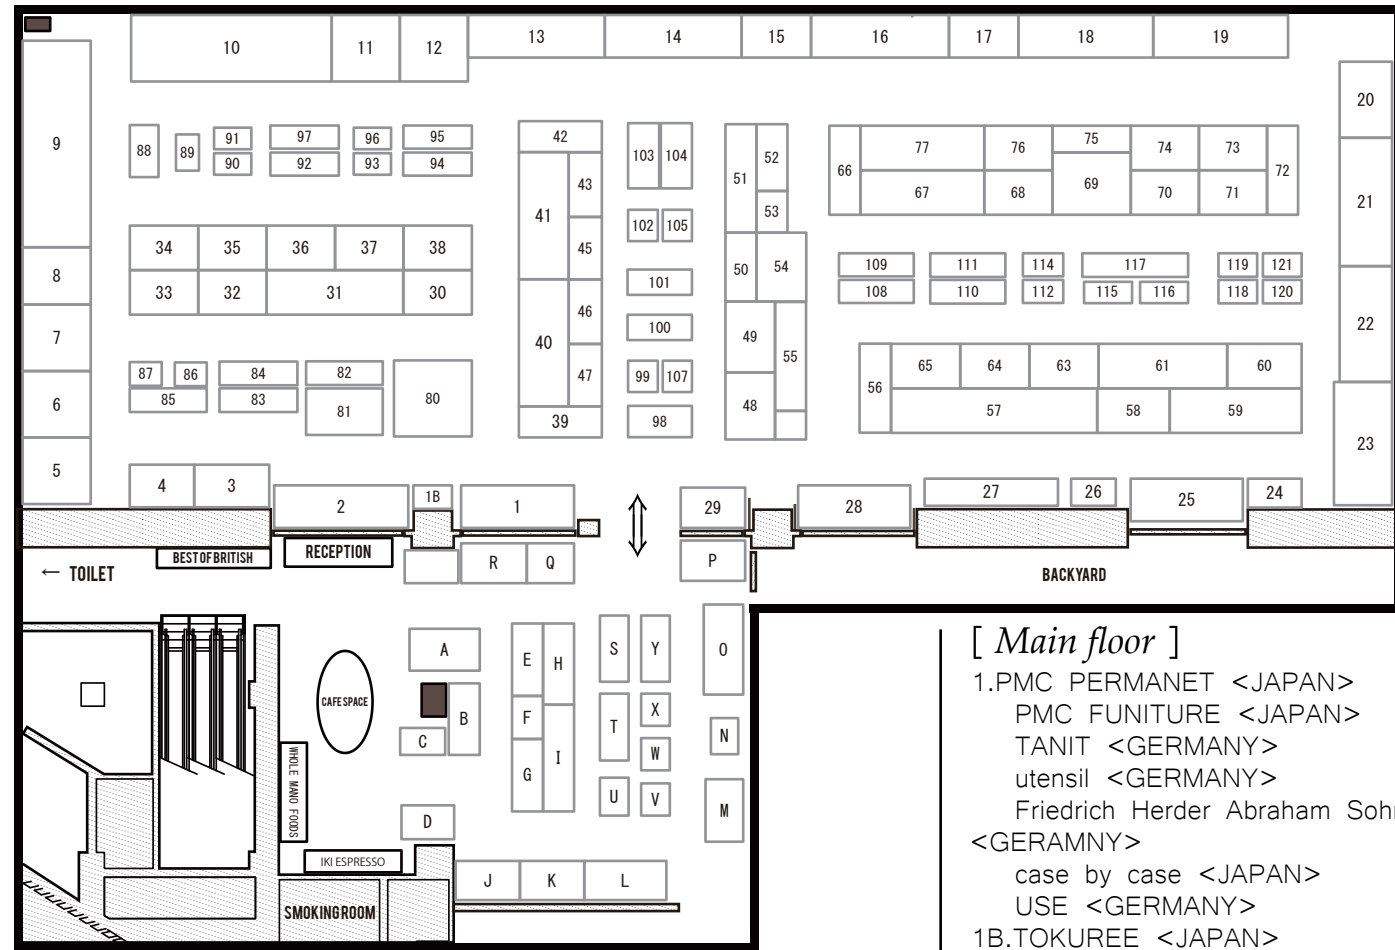 10 11 12 13 14 15 16 17 18 19
20
9
88 89 91 97 96 95
90 92 93 94
42 103 104 52
51 66 77 76 75 74 73 72
67 68 69 70 71
43
41
21
34 35 36 37 38
45 102 105 53
8
33 32 31 30
50 54
109 111 114 117 119 121
101
108 110 112 115 116 118 120
7
40 46 100 49 55
22
65 64 63 61 60
87 86 84 82
47 99 107
56
6
85 83 81 80
39 98 48
57 58 59
23
5
4 3 2 1B 1 29 28 27 26 25 24
BEST OF BRITISH
RECEPTION
R Q P
← TOILET
BACKYARD
A E H S Y O
CAFE SPACE
B F X
C T N
G I W
WHOLE MANO FOODS
U V M
D
IKI ESPRESSO
J K L
SMOKING ROOM
[ Main floor ]
1.PMC PERMANET <JAPAN>
PMC FUNITURE <JAPAN>
TANIT <GERMANY>
utensil <GERMANY>
Friedrich Herder Abraham Sohn
<GERAMNY>
case by case <JAPAN>
USE <GERMANY>
1B.TOKUREE <JAPAN>